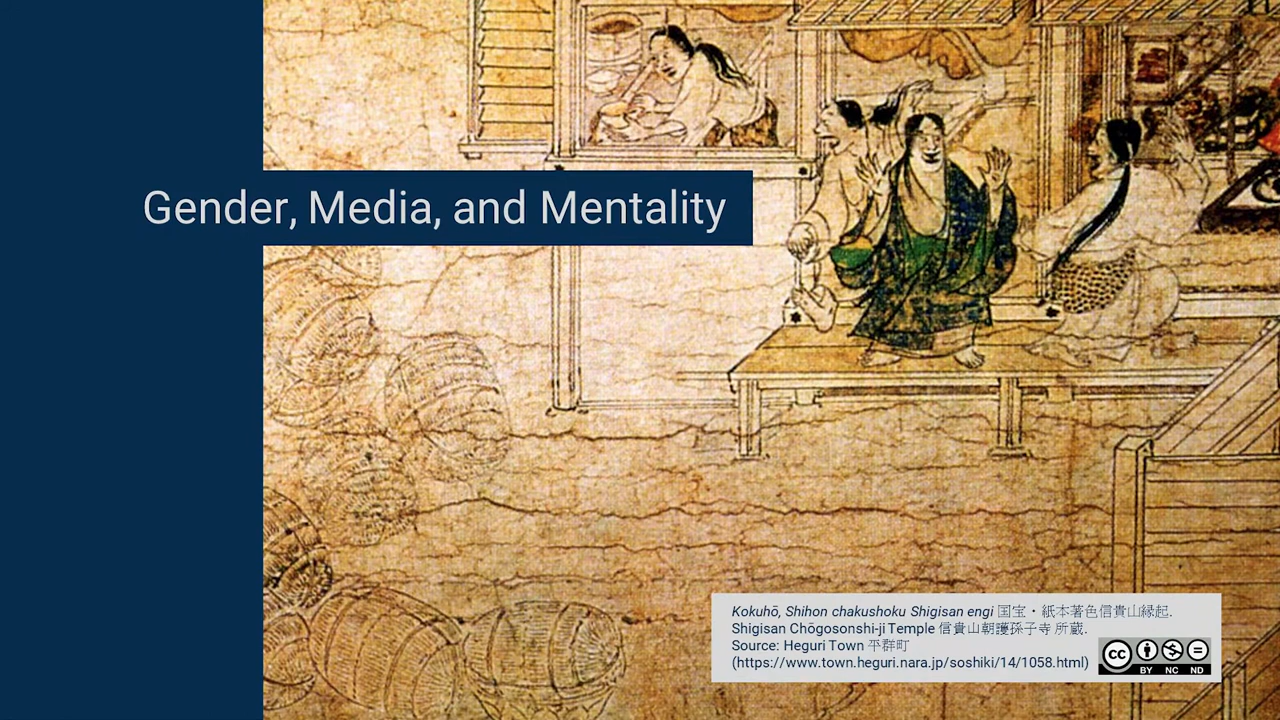 Gender, Media, and Mentality
Kokuhō, Shihon chakushoku Shigisan engi 国宝・紙本著色信貴山縁起.
Shigisan Chōgosonshi-ji Temple 信貴山朝護孫子寺 所蔵.
Source: Heguri Town 平群町
(https://www.town.heguri.nara.jp/soshiki/14/1058.html)
cc
BY NC ND